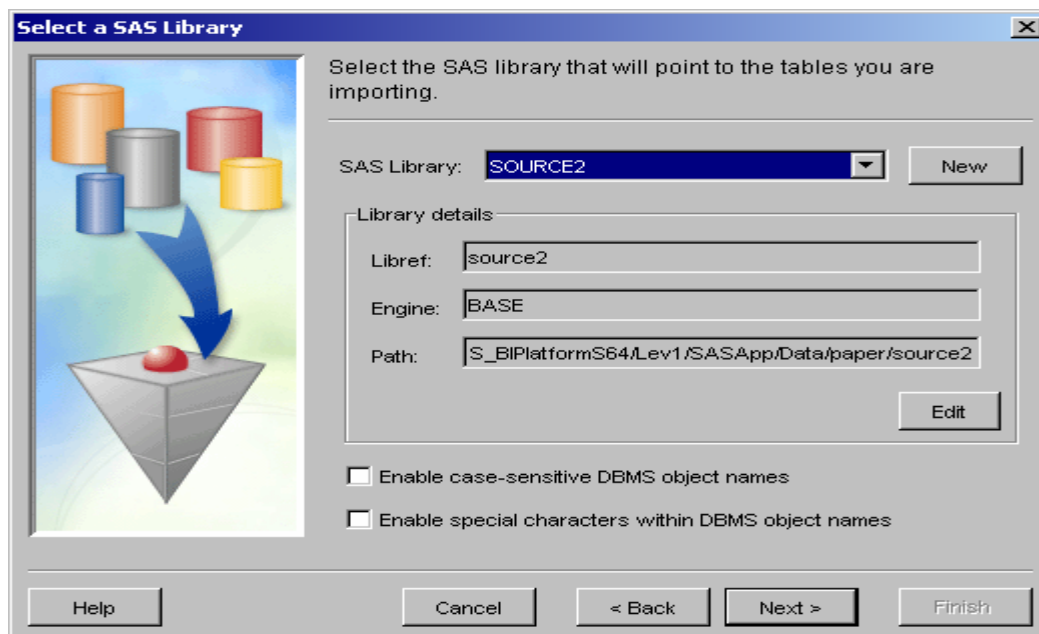 Select a SAS Library
Select the SAS library that will point to the tables you are
importing.
SAS Library: SOURCE2 New
Library details
Libref: source2
Engine: BASE
Path: S_BIPlatformS64/Lev1/SASApp/Data/paper/source2
Edit
Enable case-sensitive DBMS object names
Enable special characters within DBMS object names
Help Cancel < Back Next > Finish